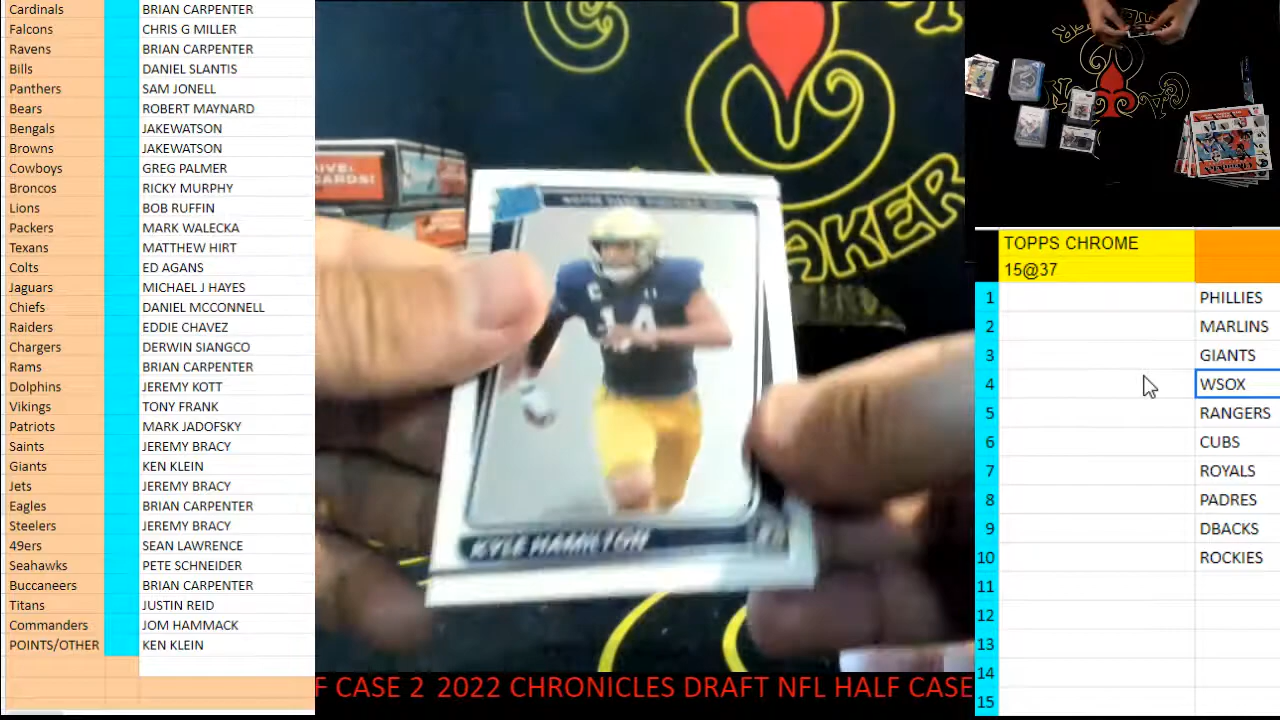 Cardinals BRIAN CARPENTER
Falcons CHRIS G MILLER
Ravens BRIAN CARPENTER
Bills DANIEL SLANTIS
Panthers SAM JONELL
Bears ROBERT MAYNARD
Bengals JAKEWATSON
Browns JAKEWATSON
Cowboys GREG PALMER
Broncos RICKY MURPHY
Lions BOB RUFFIN
Packers MARK WALECKA
Texans MATTHEW HIRT
Colts ED AGANS
Jaguars MICHAEL J HAYES
Chiefs DANIEL MCCONNELL
Raiders EDDIE CHAVEZ
Chargers DERWIN SIANGCO
Rams BRIAN CARPENTER
Dolphins JEREMY KOTT
Vikings TONY FRANK
Patriots MARK JADOFSKY
Saints JEREMY BRACY
Giants KEN KLEIN
Jets JEREMY BRACY
Eagles BRIAN CARPENTER
Steelers JEREMY BRACY
49ers SEAN LAWRENCE
Seahawks PETE SCHNEIDER
Buccaneers BRIAN CARPENTER
Titans JUSTIN REID
Commanders JOM HAMMACK
POINTS/OTHER KEN KLEIN
AKER
CARDS!
14
KYLE HAMILTON
F CASE 2 2022 CHRONICLES DRAFT NFL HALF CASE
TOPPS CHROME
15@37
1 PHILLIES
2 MARLINS
3 GIANTS
4 WSOX
5 RANGERS
6 CUBS
7 ROYALS
8 PADRES
9 DBACKS
10 ROCKIES
11
12
13
14
15